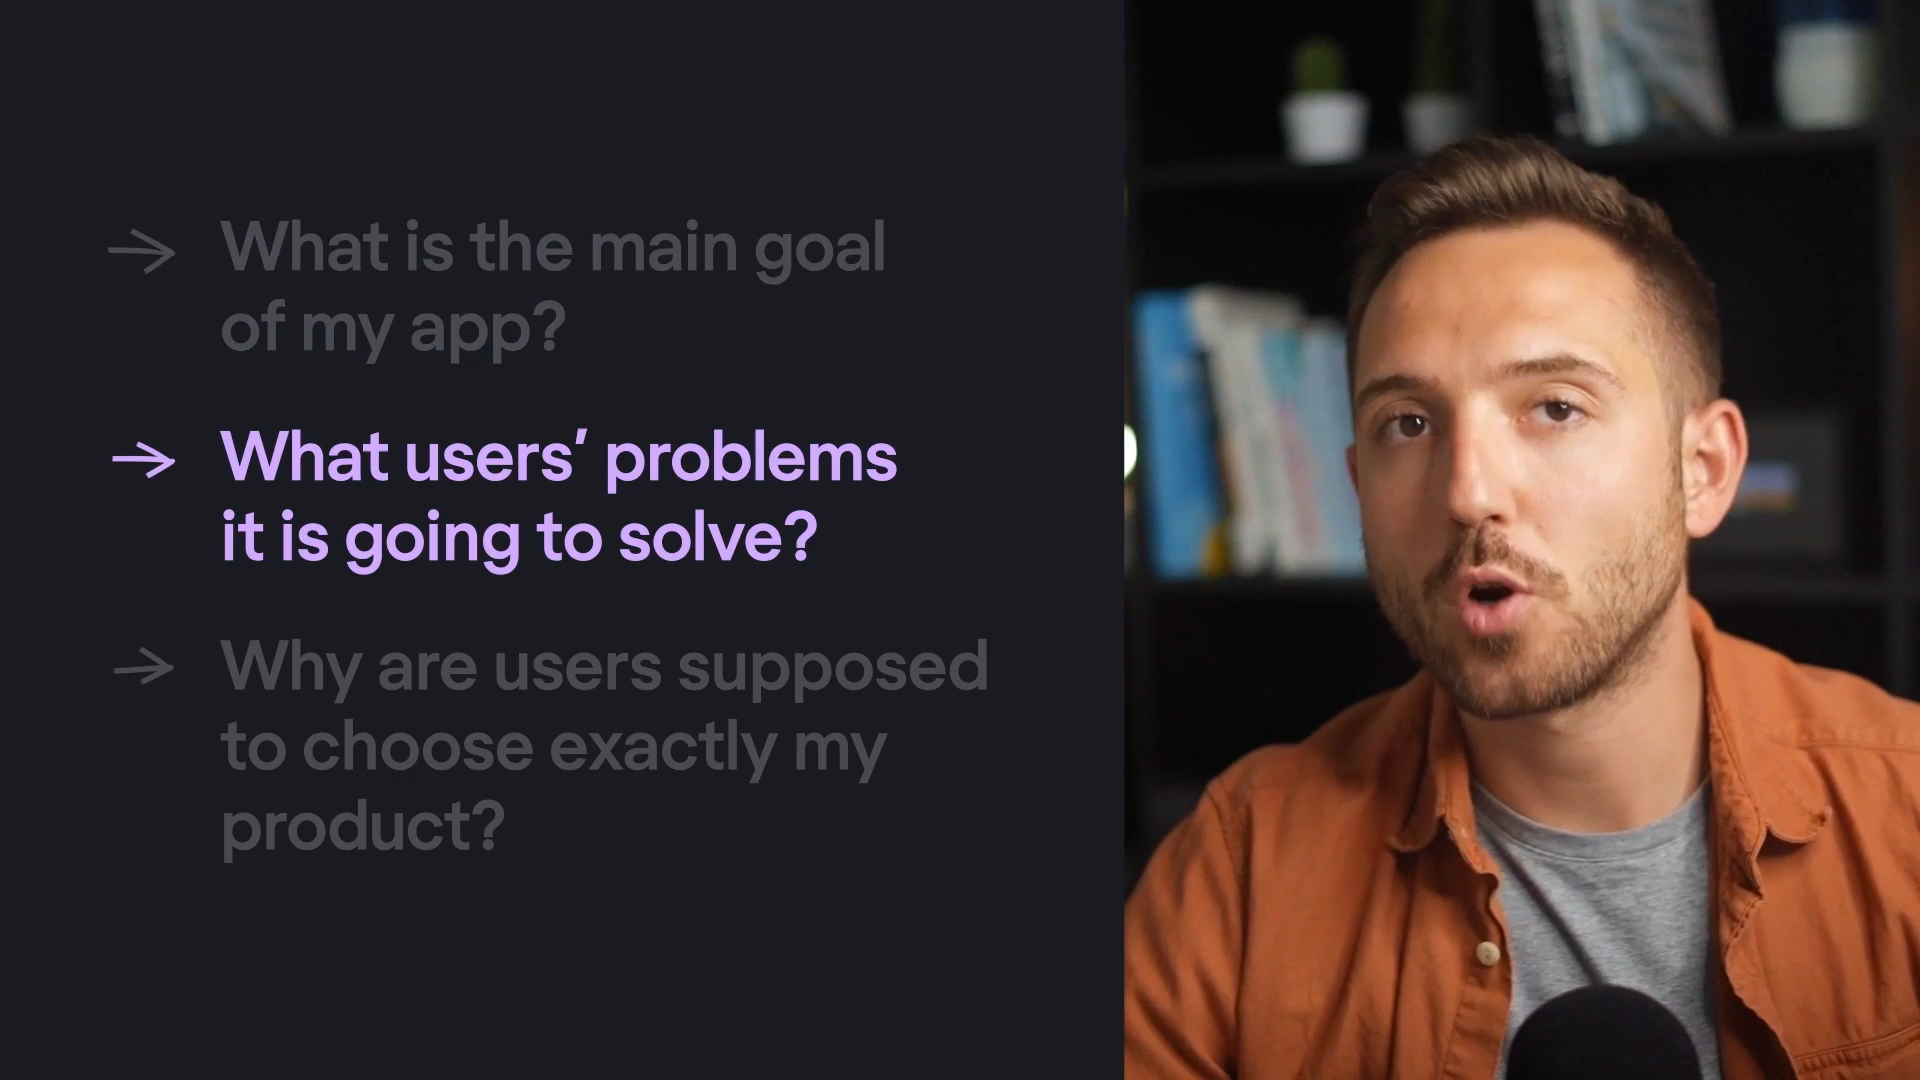 → What is the main goal
of my app?
→ What users’ problems
it is going to solve?
→ Why are users supposed
to choose exactly my
product?